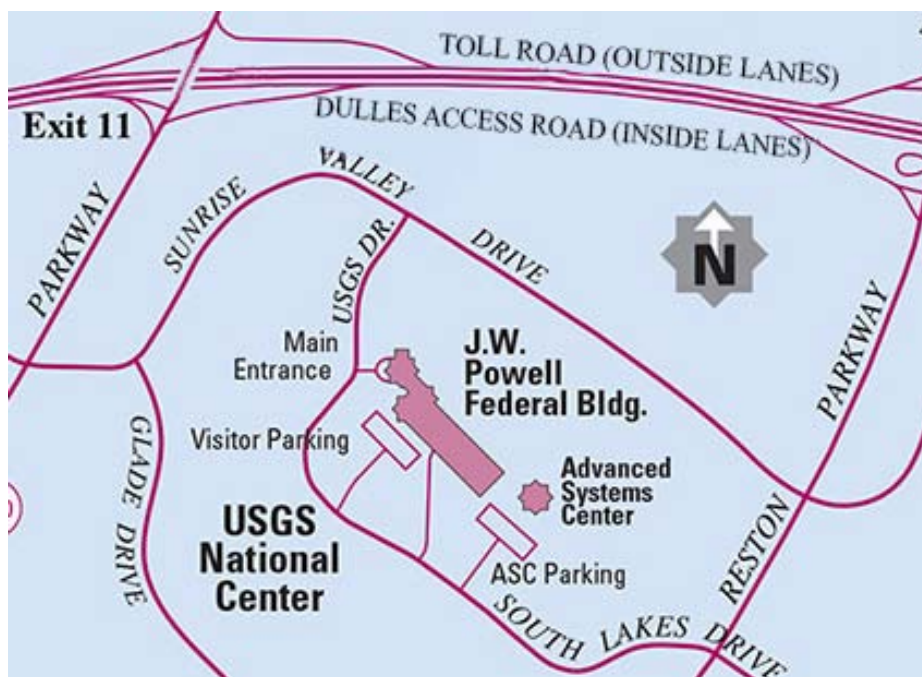 TOLL ROAD (OUTSIDE LANES)
DULLES ACCESS ROAD (INSIDE LANES)
Exit 11
PARKWAY
SUNRISE VALLEY DRIVE
USGS DR.
N
Main
Entrance
J.W.
Powell
Federal Bldg.
RESTON PARKWAY
Visitor Parking
GLADE DRIVE
Advanced
Systems
Center
USGS
National
Center
ASC Parking
SOUTH LAKES DRIVE